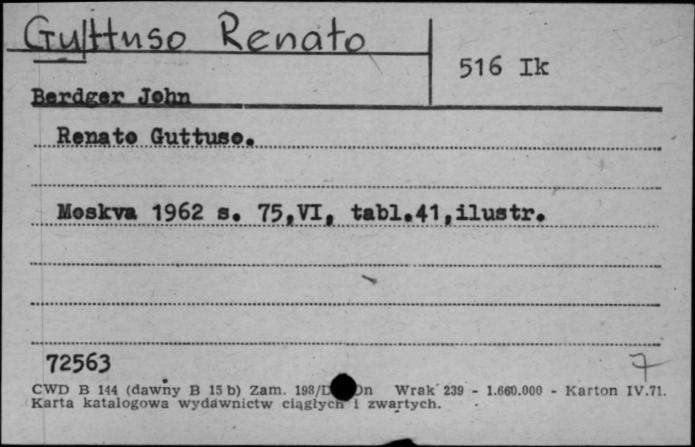 Guttuso Renato
516 Ik
Berdger John
Renato Guttuso.
Moskva 1962 s. 75,VI, tabl.41,ilustr.
72563
7
CWD B 144 (dawny B 15 b) Zam. 198/D n Wrak 239 - 1.660.000 - Karton IV.71.
Karta katalogowa wydawnictw ciągłych i zwartych.